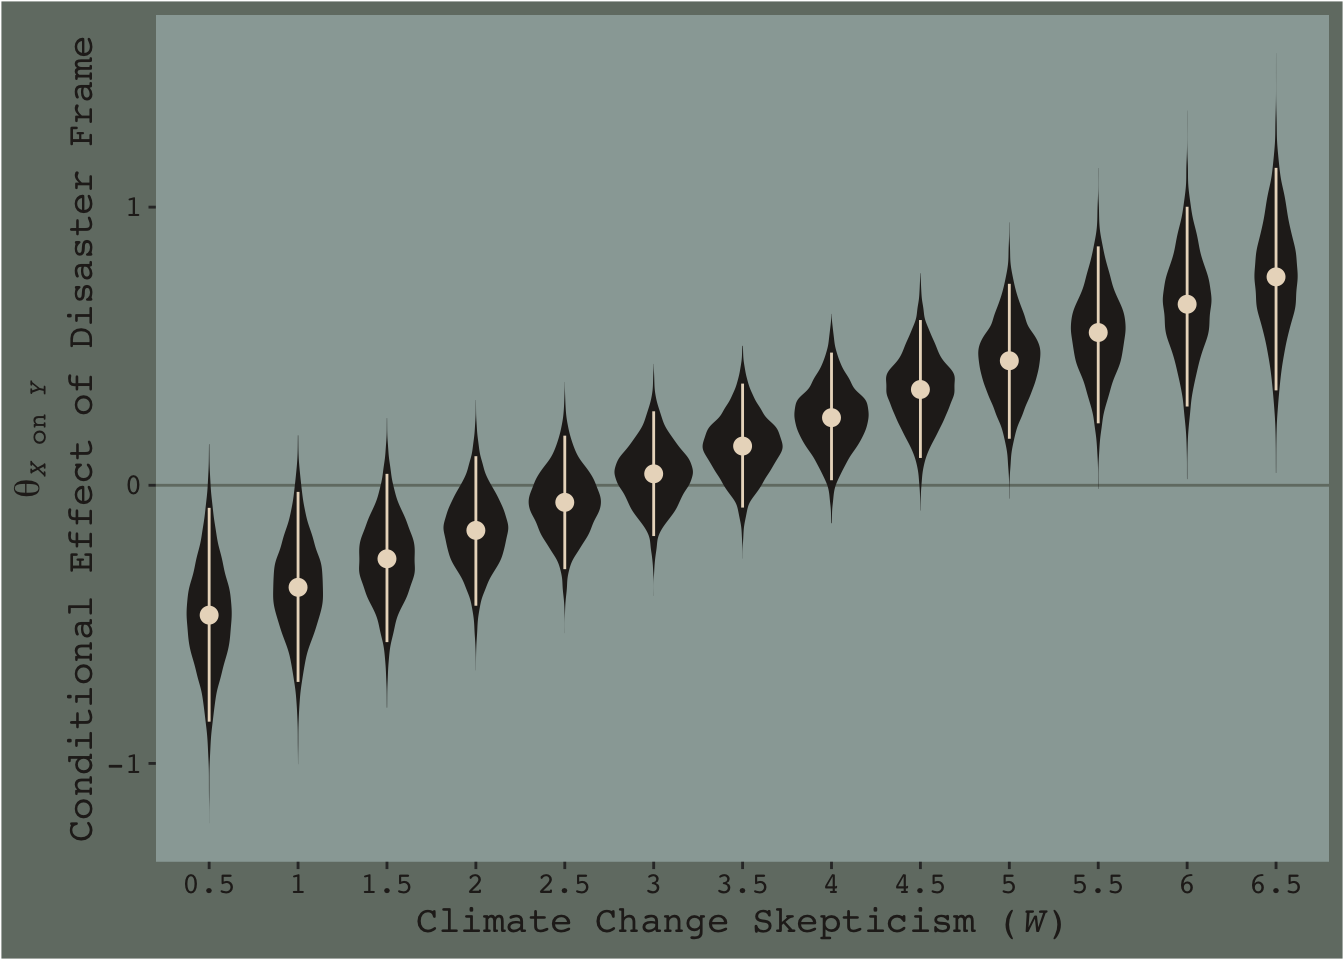 θX on Y
Conditional Effect of Disaster Frame
1
0
-1
0.5 1 1.5 2 2.5 3 3.5 4 4.5 5 5.5 6 6.5
Climate Change Skepticism (W)